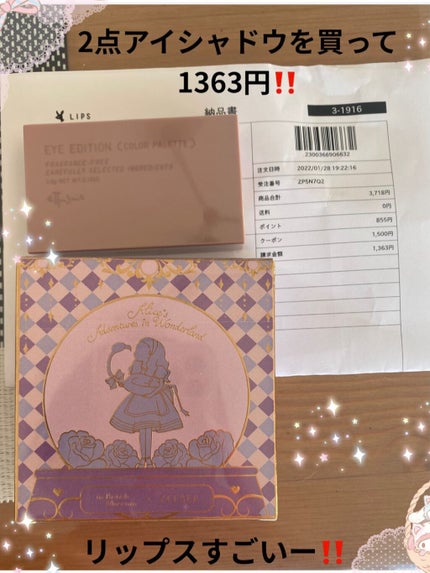 2点アイシャドウを買って
1363円‼
LIPS
納品書
3-1916
2300366906632
EYE EDITION (COLOR PALETTE)
FRAGRANCE-FREE
CAREFULLY SELECTED INGREDIENTS
ettusais
注文日時 2022/01/28 19:22:16
受注番号 ZPSN7Q2
商品合計 3,718円
送料 0円
ポイント 855円
クーポン 1,500円
請求金額 1,363円
Alice's
Adventures in Wonderland
リップスすごいー‼